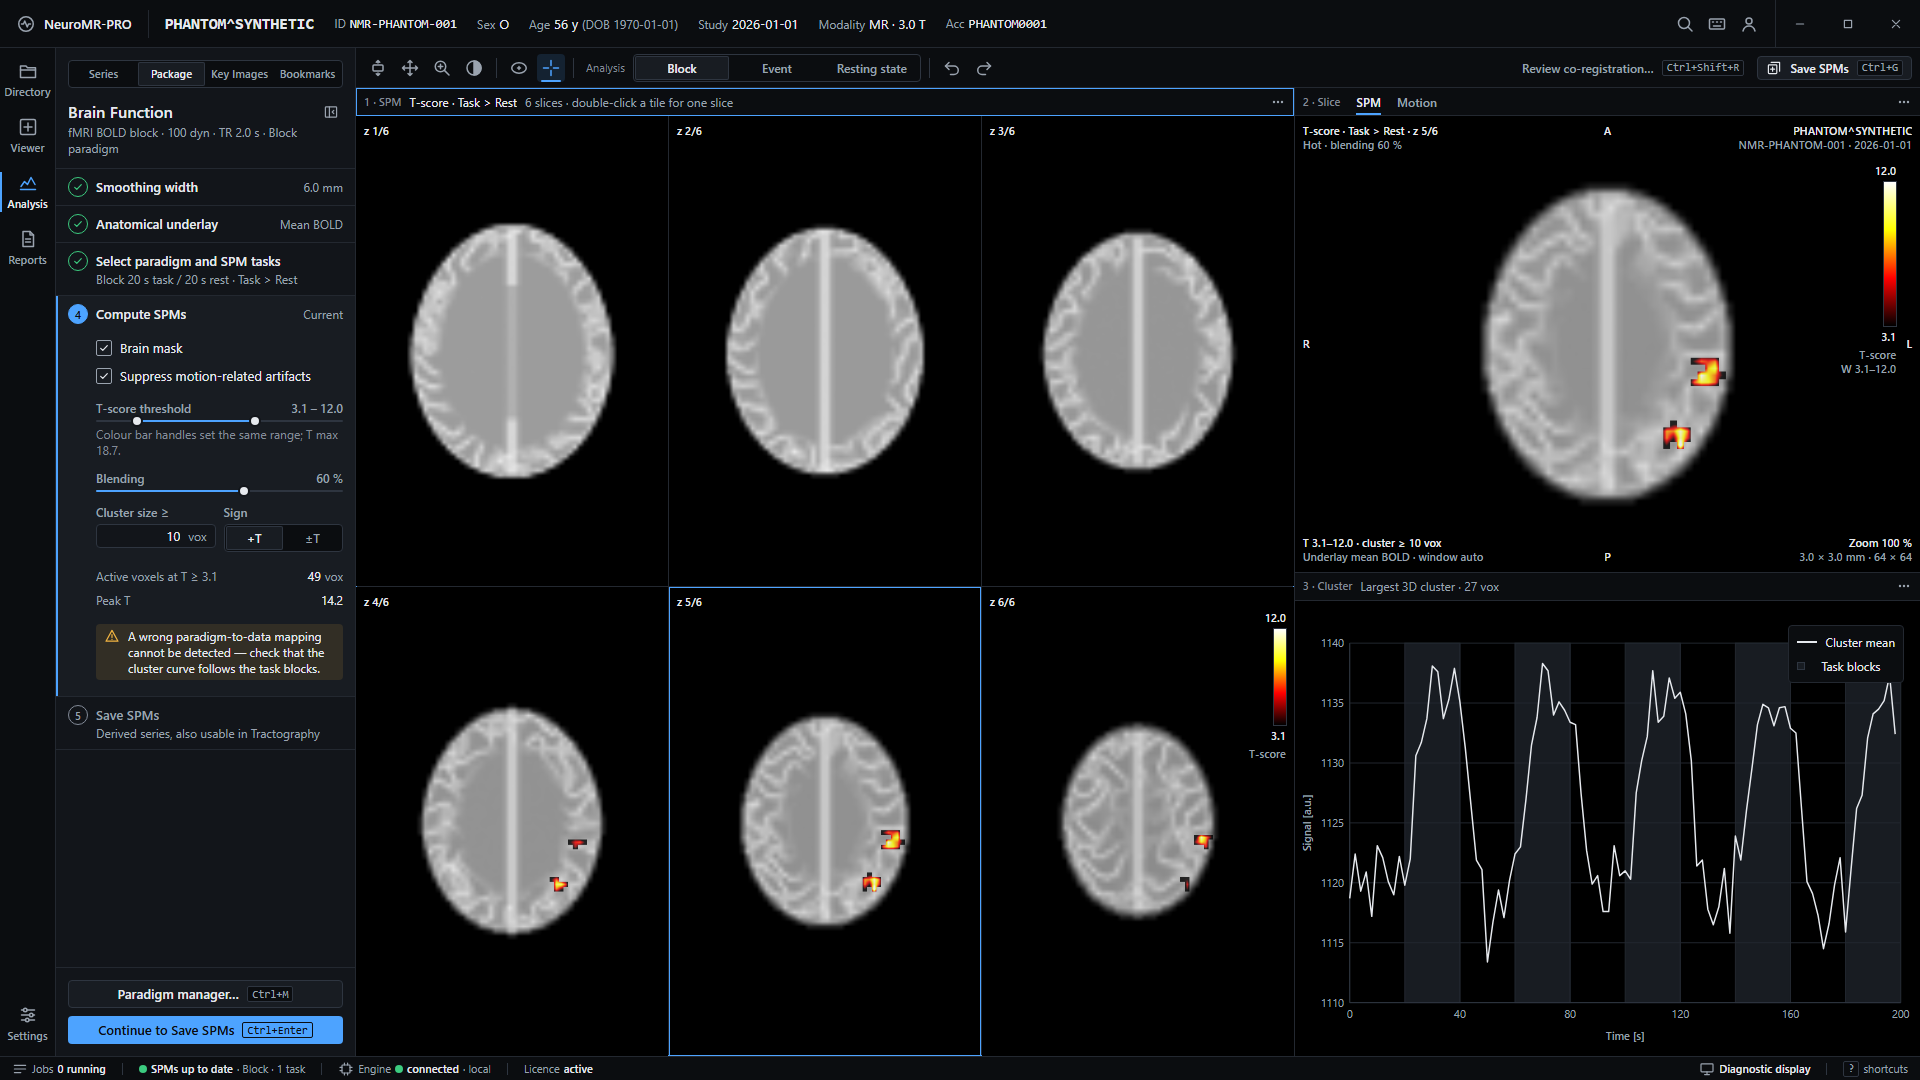 NeuroMR-PRO
PHANTOM^SYNTHETIC
ID NMR-PHANTOM-001
Sex O
Age 56 y (DOB 1970-01-01)
Study 2026-01-01
Modality MR · 3.0 T
Acc PHANTOM0001
Directory
Viewer
Analysis
Reports
Settings
Series
Package
Key Images
Bookmarks
Brain Function
fMRI BOLD block · 100 dyn · TR 2.0 s · Block
paradigm
Smoothing width 6.0 mm
Anatomical underlay Mean BOLD
Select paradigm and SPM tasks
Block 20 s task / 20 s rest · Task > Rest
4 Compute SPMs Current
Brain mask
Suppress motion-related artifacts
T-score threshold 3.1 – 12.0
Colour bar handles set the same range; T max
18.7.
Blending 60 %
Cluster size ≥ Sign
10 vox +T ±T
Active voxels at T ≥ 3.1 49 vox
Peak T 14.2
A wrong paradigm-to-data mapping
cannot be detected — check that the
cluster curve follows the task blocks.
5 Save SPMs
Derived series, also usable in Tractography
Paradigm manager... Ctrl+M
Continue to Save SPMs Ctrl+Enter
Analysis
Block
Event
Resting state
Review co-registration... Ctrl+Shift+R
Save SPMs Ctrl+G
1 · SPM T-score · Task > Rest 6 slices · double-click a tile for one slice
z 1/6
z 2/6
z 3/6
z 4/6
z 5/6
z 6/6
12.0
3.1
T-score
2 · Slice SPM Motion
T-score · Task > Rest · z 5/6
Hot · blending 60 %
A
PHANTOM^SYNTHETIC
NMR-PHANTOM-001 · 2026-01-01
12.0
3.1
T-score
W 3.1–12.0
R
L
T 3.1–12.0 · cluster ≥ 10 vox
Underlay mean BOLD · window auto
P
Zoom 100 %
3.0 × 3.0 mm · 64 × 64
3 · Cluster Largest 3D cluster · 27 vox
Cluster mean
Task blocks
1140
1135
1130
1125
1120
1115
1110
Signal [a.u.]
0 40 80 120 160 200
Time [s]
Jobs 0 running
SPMs up to date · Block · 1 task
Engine connected · local
Licence active
Diagnostic display
? shortcuts